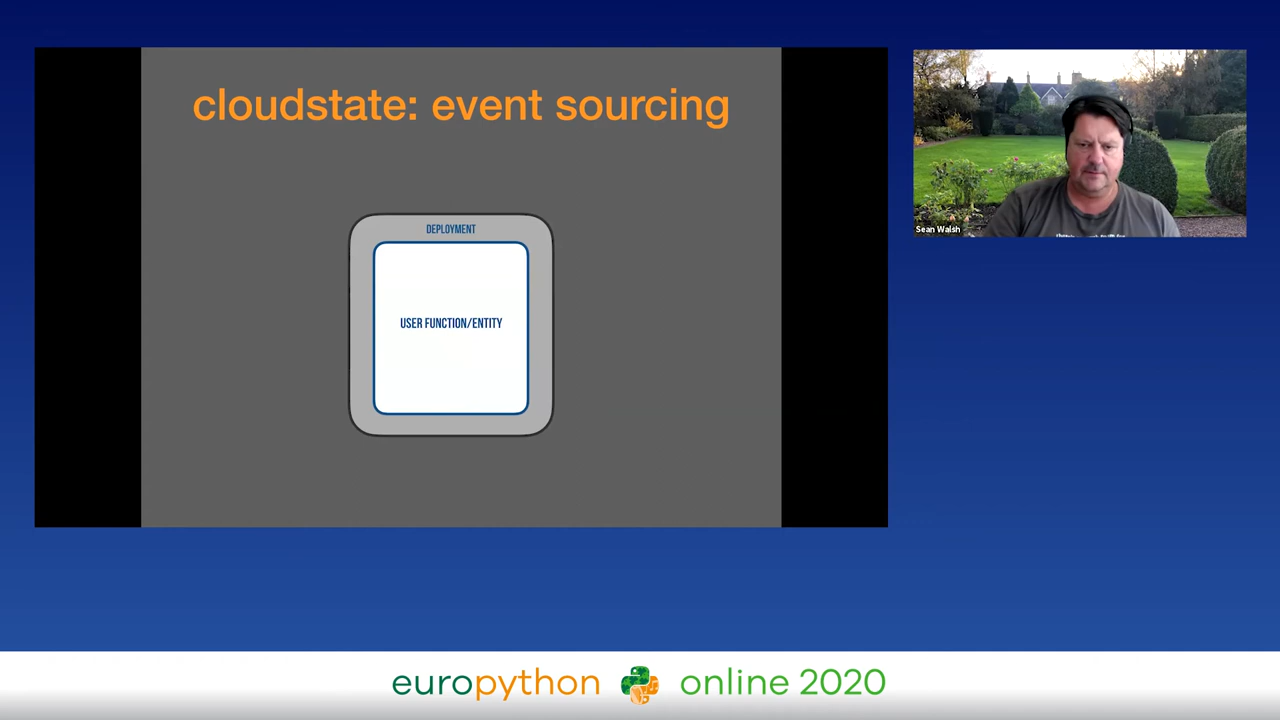 cloudstate: event sourcing
DEPLOYMENT
USER FUNCTION/ENTITY
Sean Walsh
europython online 2020